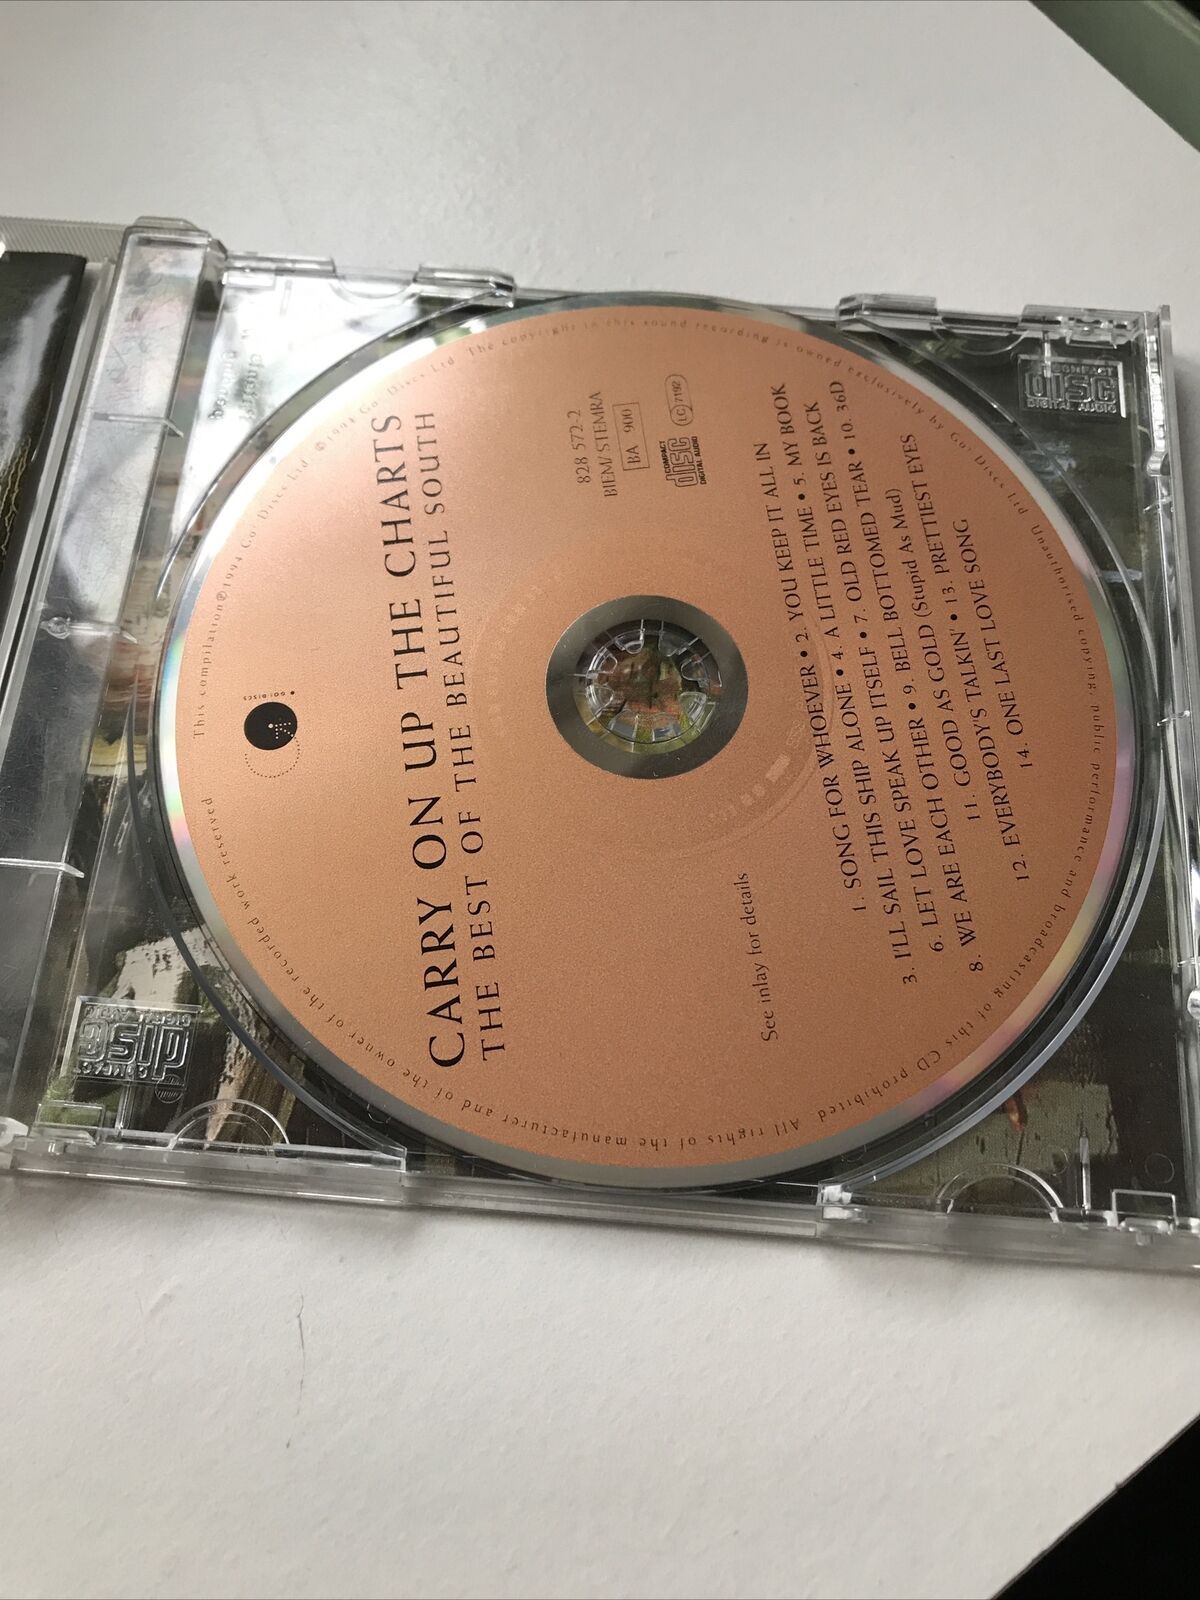 CARRY ON UP THE CHARTS
THE BEST OF THE BEAUTIFUL SOUTH
GO! DISCS
828 572-2
BIEM/STEMRA
BA 900
COMPACT
disc
DIGITAL AUDIO
LC 7192
See inlay for details
1. SONG FOR WHOEVER • 2. YOU KEEP IT ALL IN
3. I'LL SAIL THIS SHIP ALONE • 4. A LITTLE TIME • 5. MY BOOK
6. LET LOVE SPEAK UP ITSELF • 7. OLD RED EYES IS BACK
8. WE ARE EACH OTHER • 9. BELL BOTTOMED TEAR • 10. 36D
11. GOOD AS GOLD (Stupid As Mud)
12. EVERYBODY'S TALKIN' • 13. PRETTIEST EYES
14. ONE LAST LOVE SONG
This compilation ℗ 1994 Go! Discs Ltd ©1994 Go! Discs Ltd The copyright in this sound recording is owned exclusively by Go! Discs Ltd Unauthorised copying, public performance and broadcasting of this CD prohibited All rights of the manufacturer and of the owner of the recorded work reserved
COMPACT
disc
DIGITAL AUDIO
COMPACT
disc
DIGITAL AUDIO